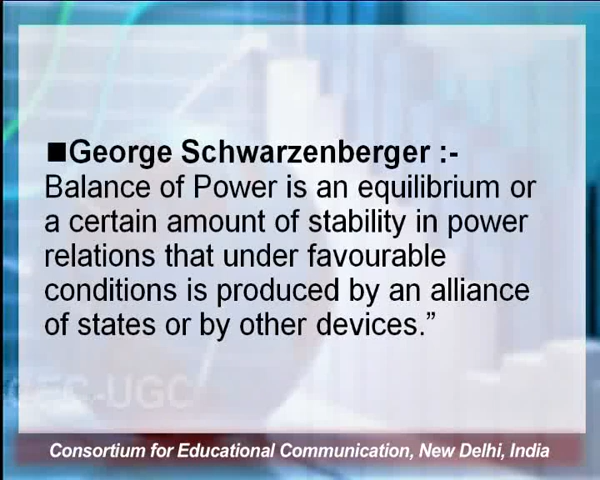 ■George Schwarzenberger :-
Balance of Power is an equilibrium or
a certain amount of stability in power
relations that under favourable
conditions is produced by an alliance
of states or by other devices.”
CEC-UGC
Consortium for Educational Communication, New Delhi, India